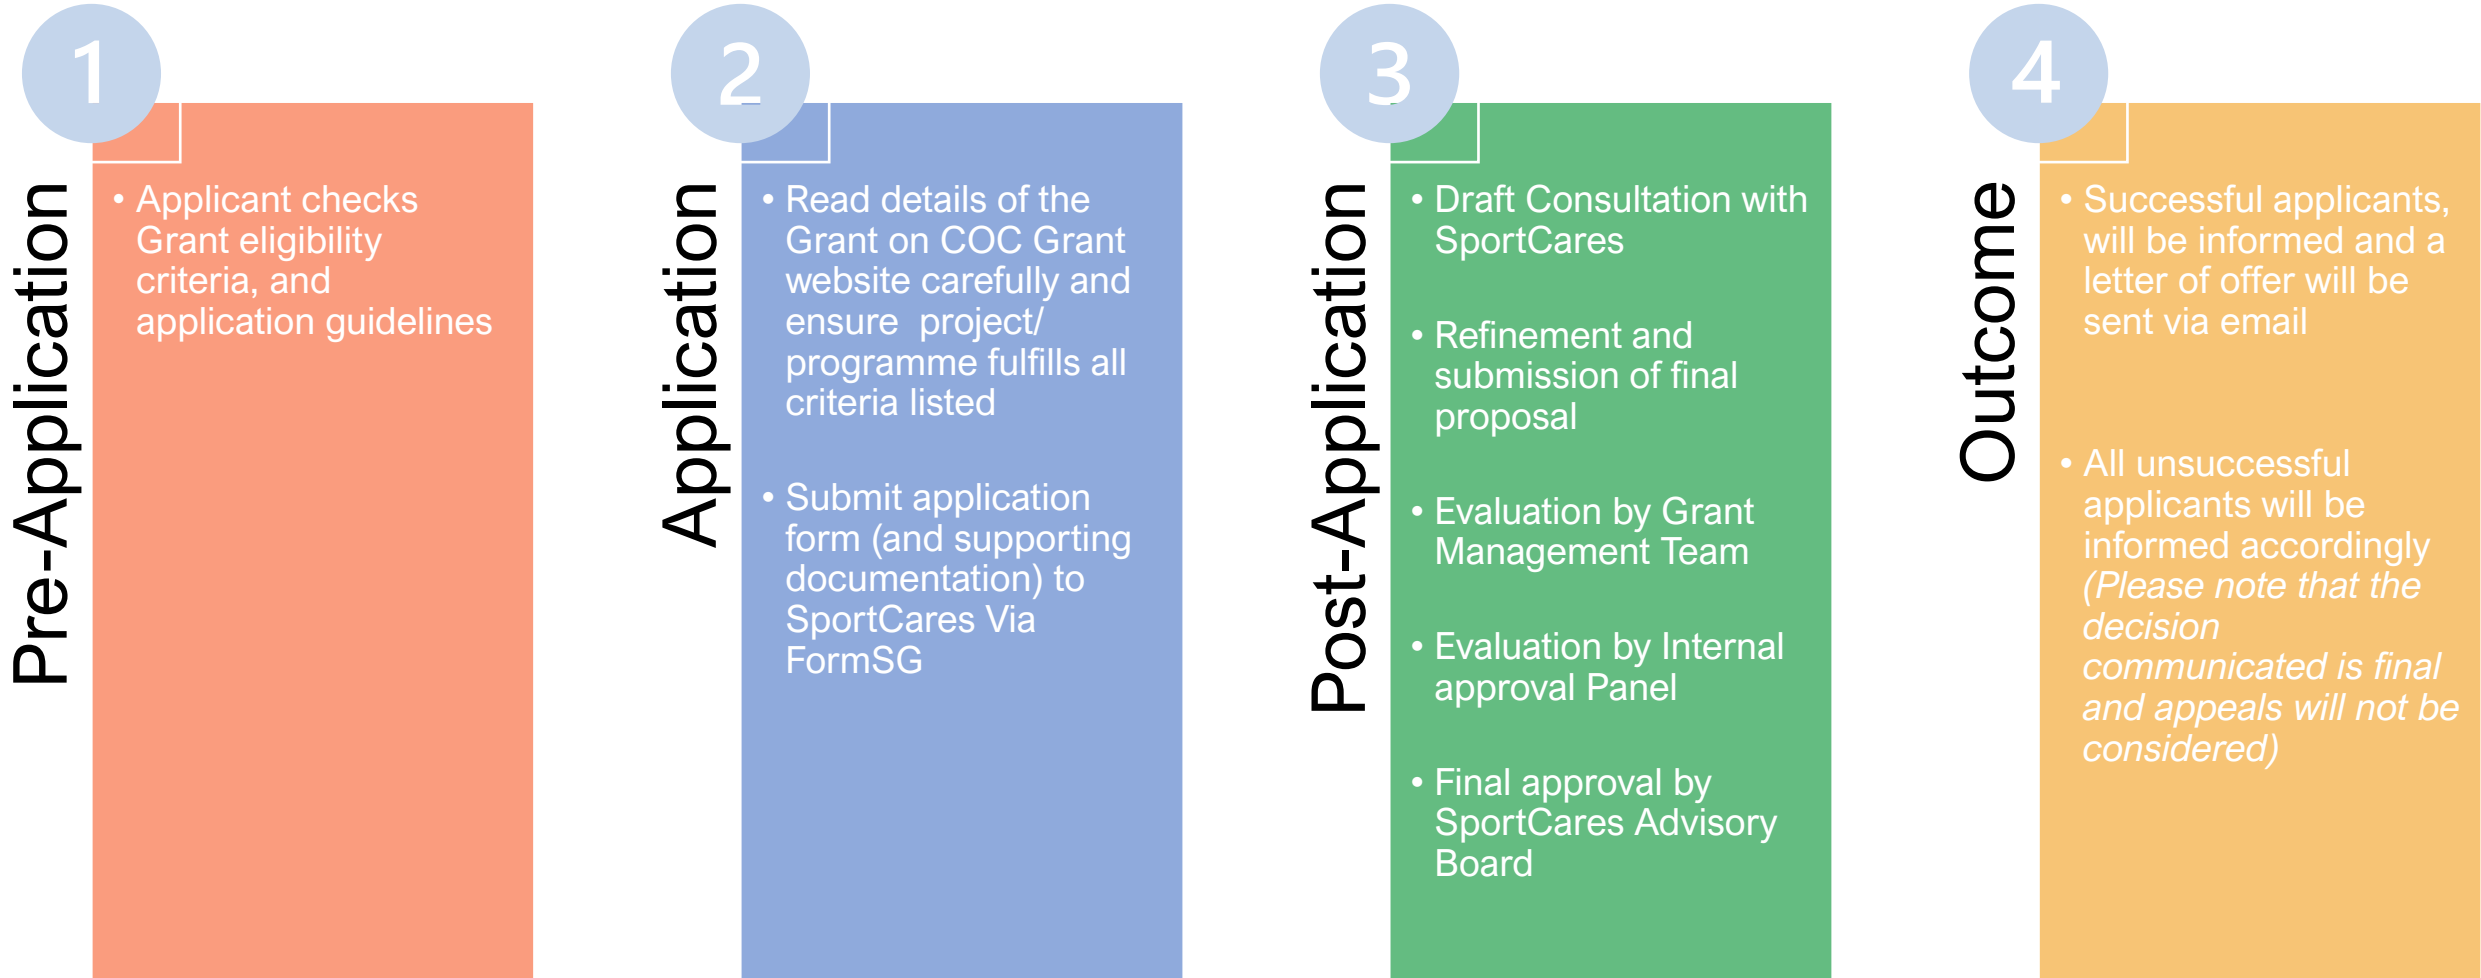 1
Pre-Application
• Applicant checks
Grant eligibility
criteria, and
application guidelines
2
Application
• Read details of the
Grant on COC Grant
website carefully and
ensure  project/
programme fulfills all
criteria listed
• Submit application
form (and supporting
documentation) to
SportCares Via
FormSG
3
Post-Application
• Draft Consultation with
SportCares
• Refinement and
submission of final
proposal
• Evaluation by Grant
Management Team
• Evaluation by Internal
approval Panel
• Final approval by
SportCares Advisory
Board
4
Outcome
• Successful applicants,
will be informed and a
letter of offer will be
sent via email
• All unsuccessful
applicants will be
informed accordingly
(Please note that the
decision
communicated is final
and appeals will not be
considered)